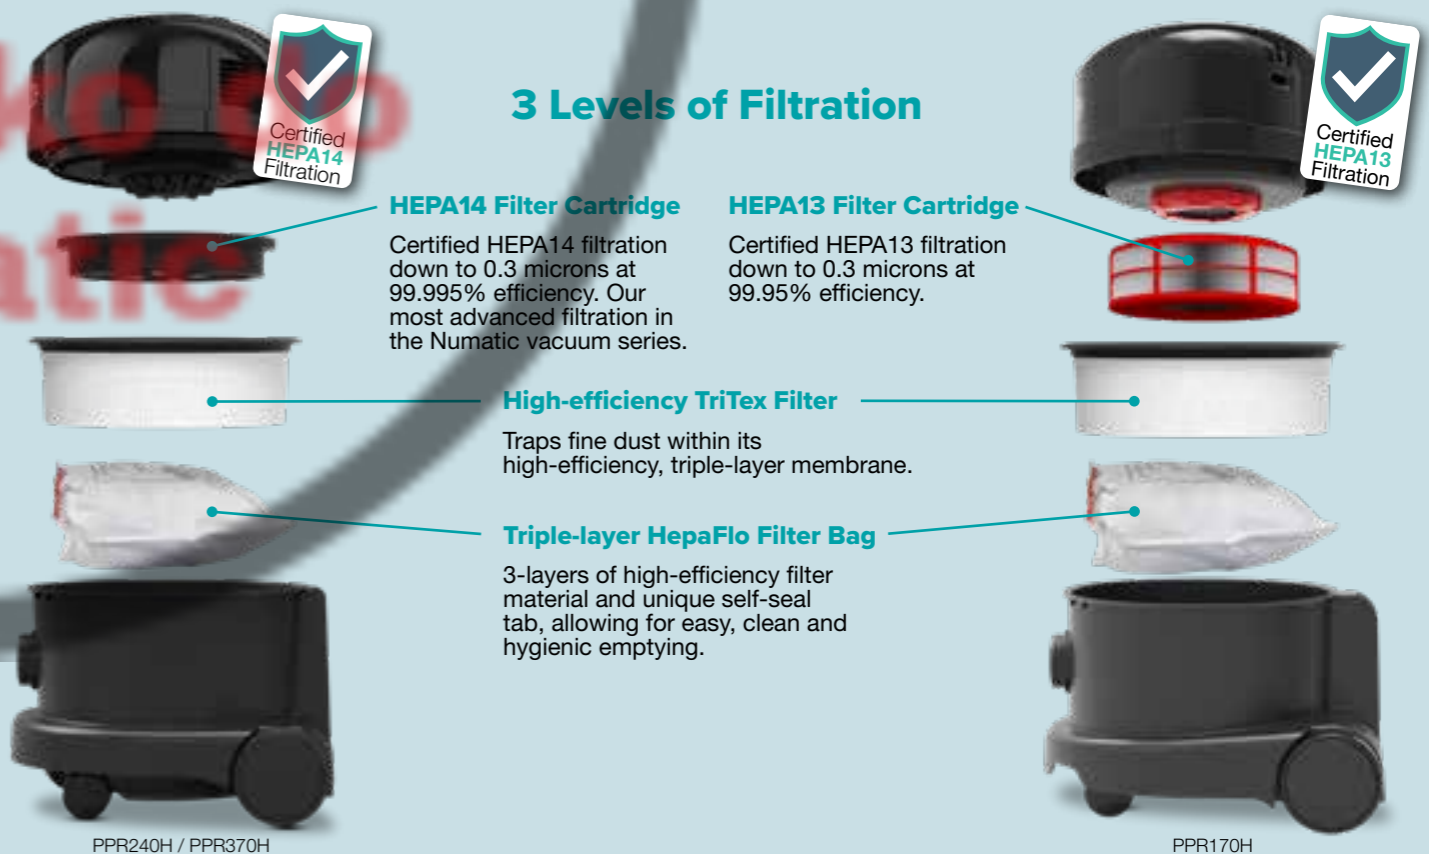 Certified
HEPA14
Filtration
3 Levels of Filtration
Certified
HEPA13
Filtration
HEPA14 Filter Cartridge
Certified HEPA14 filtration
down to 0.3 microns at
99.995% efficiency. Our
most advanced filtration in
the Numatic vacuum series.
HEPA13 Filter Cartridge
Certified HEPA13 filtration
down to 0.3 microns at
99.95% efficiency.
High-efficiency TriTex Filter
Traps fine dust within its
high-efficiency, triple-layer membrane.
Triple-layer HepaFlo Filter Bag
3-layers of high-efficiency filter
material and unique self-seal
tab, allowing for easy, clean and
hygienic emptying.
PPR240H / PPR370H
PPR170H